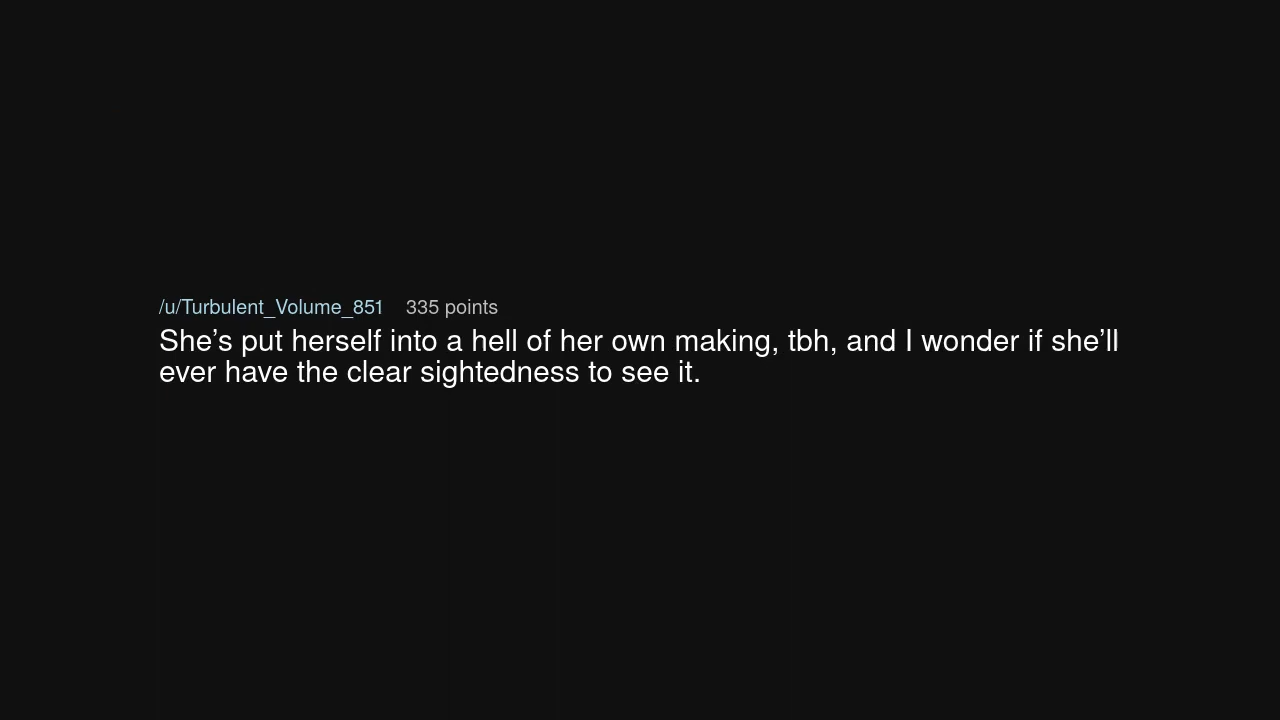 /u/Turbulent_Volume_851 335 points
She’s put herself into a hell of her own making, tbh, and I wonder if she’ll
ever have the clear sightedness to see it.